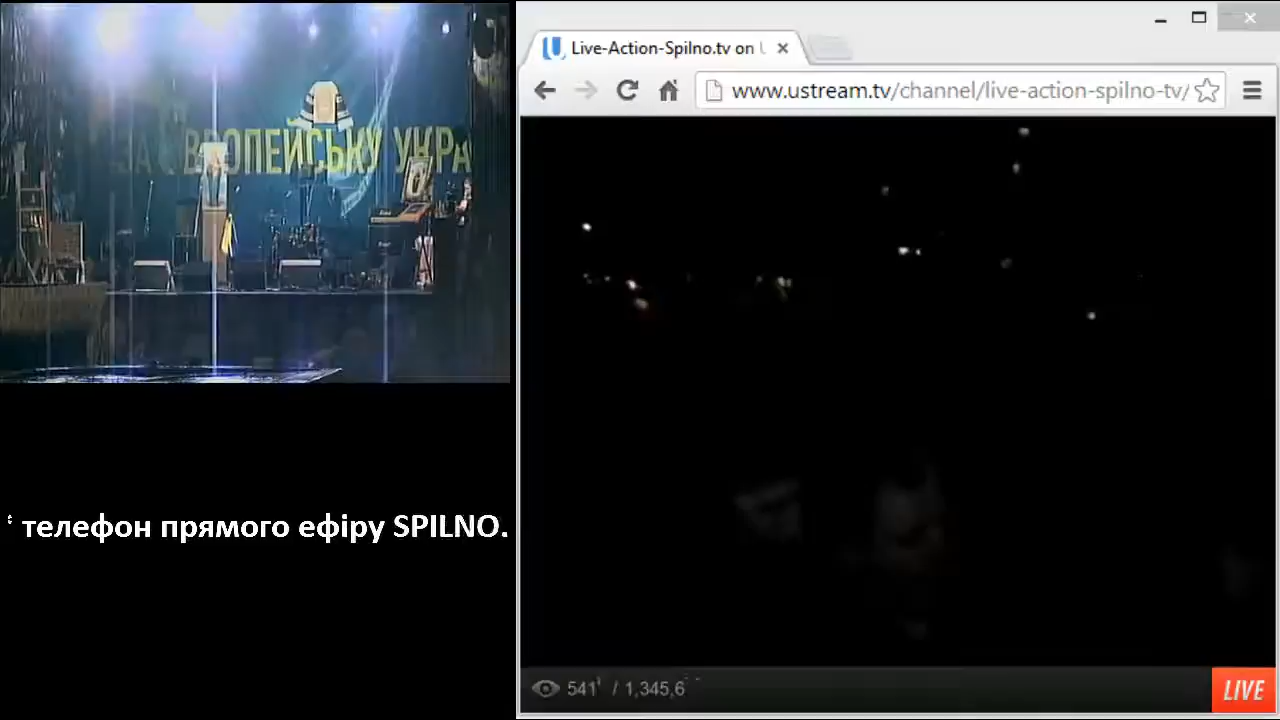 ЄВРОПЕЙСЬКУ УКРА
телефон прямого ефіру SPILNO.
Live-Action-Spilno.tv on
www.ustream.tv/channel/live-action-spilno-tv/
541 / 1,345,6
LIVE